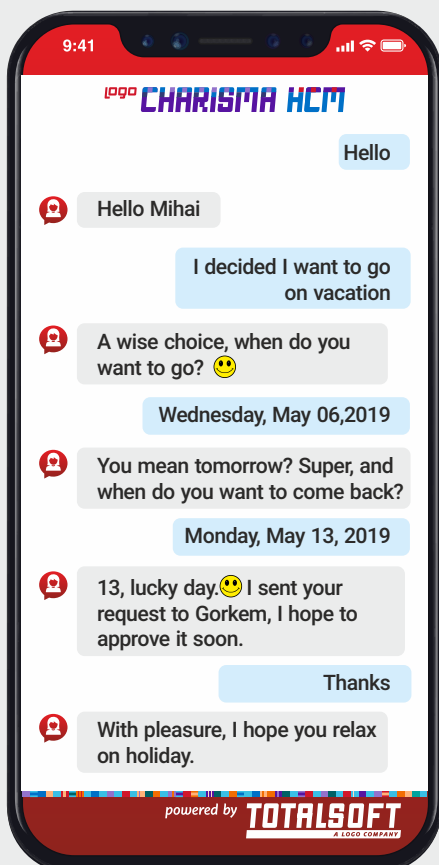 9:41
LOGO CHARISMA HCM
Hello
Hello Mihai
I decided I want to go
on vacation
A wise choice, when do you
want to go?
Wednesday, May 06,2019
You mean tomorrow? Super, and
when do you want to come back?
Monday, May 13, 2019
13, lucky day. I sent your
request to Gorkem, I hope to
approve it soon.
Thanks
With pleasure, I hope you relax
on holiday.
powered by TOTALSOFT
A LOGO COMPANY